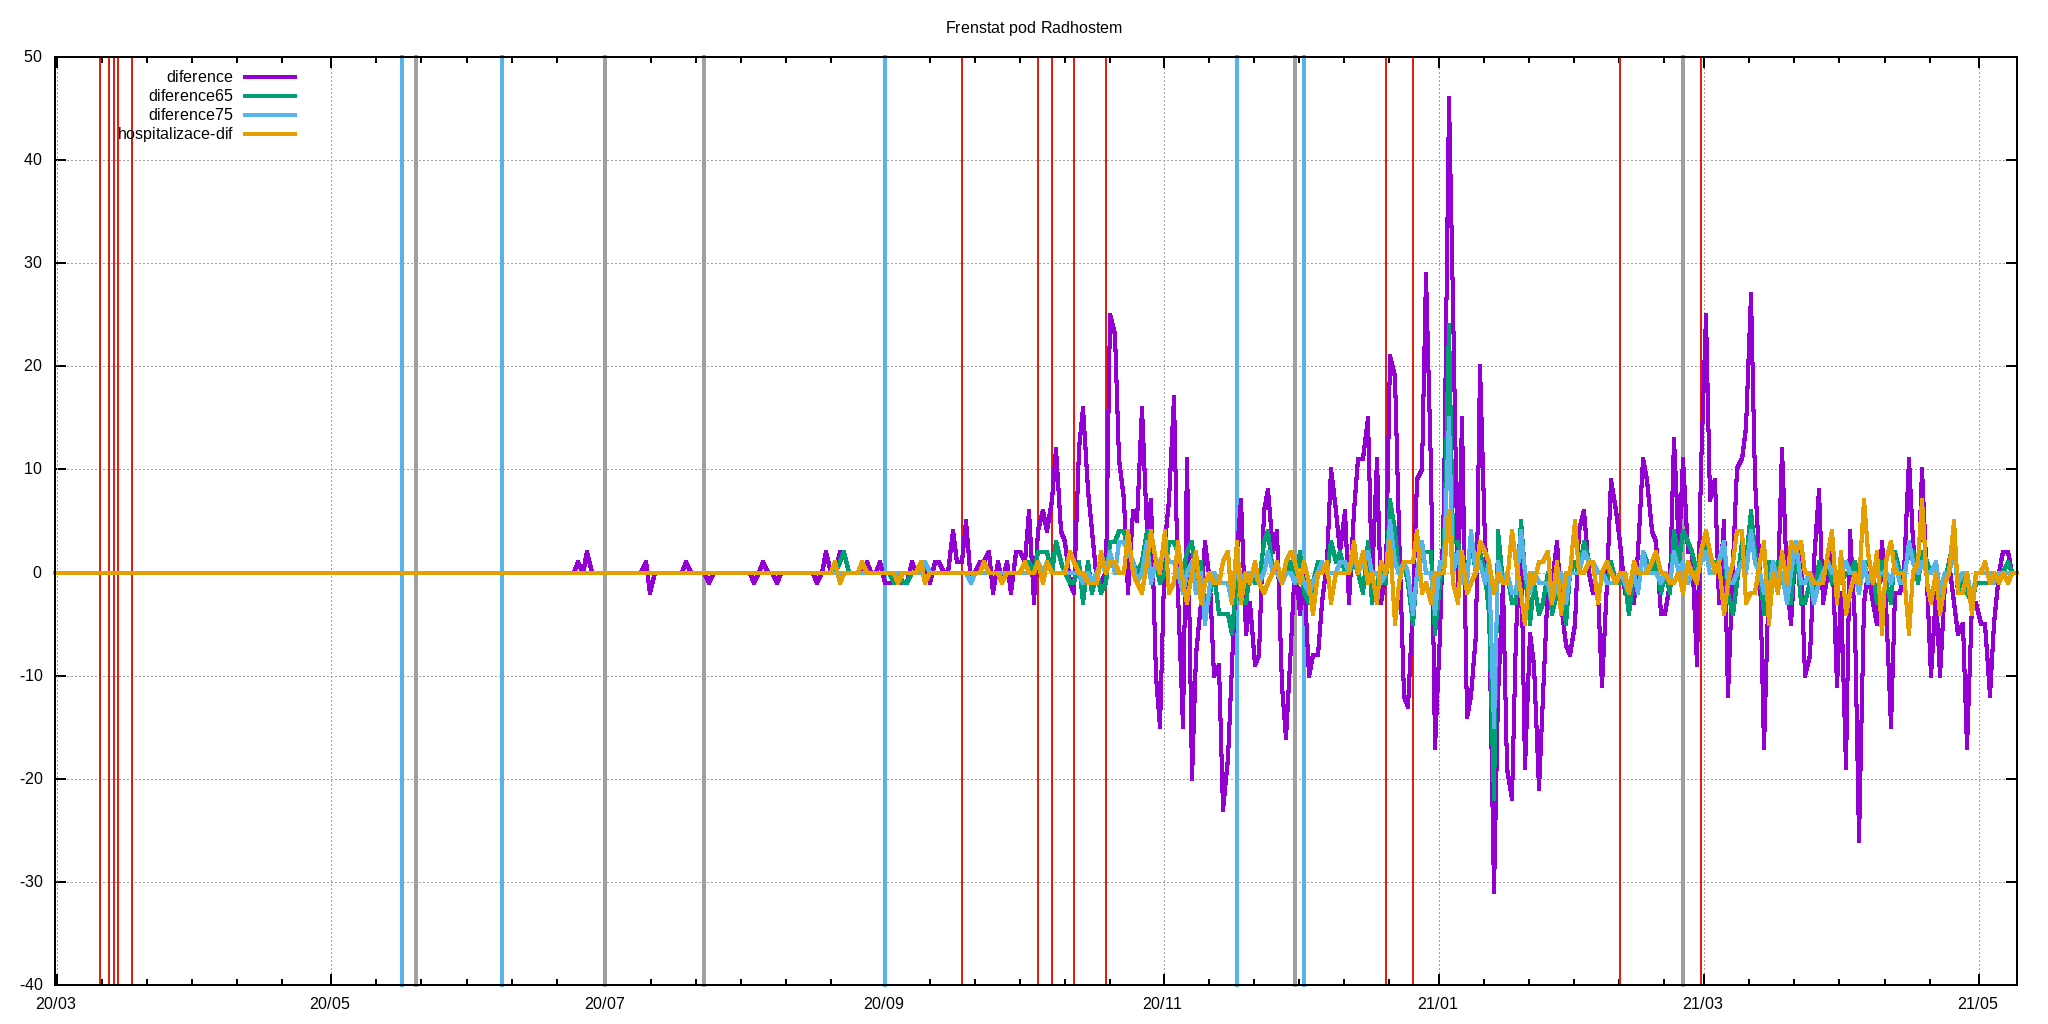 Frenstat pod Radhostem
50
diference
diference65
diference75
hospitalizace-dif
40
30
20
10
0
-10
-20
-30
-40
20/03 20/05 20/07 20/09 20/11 21/01 21/03 21/05